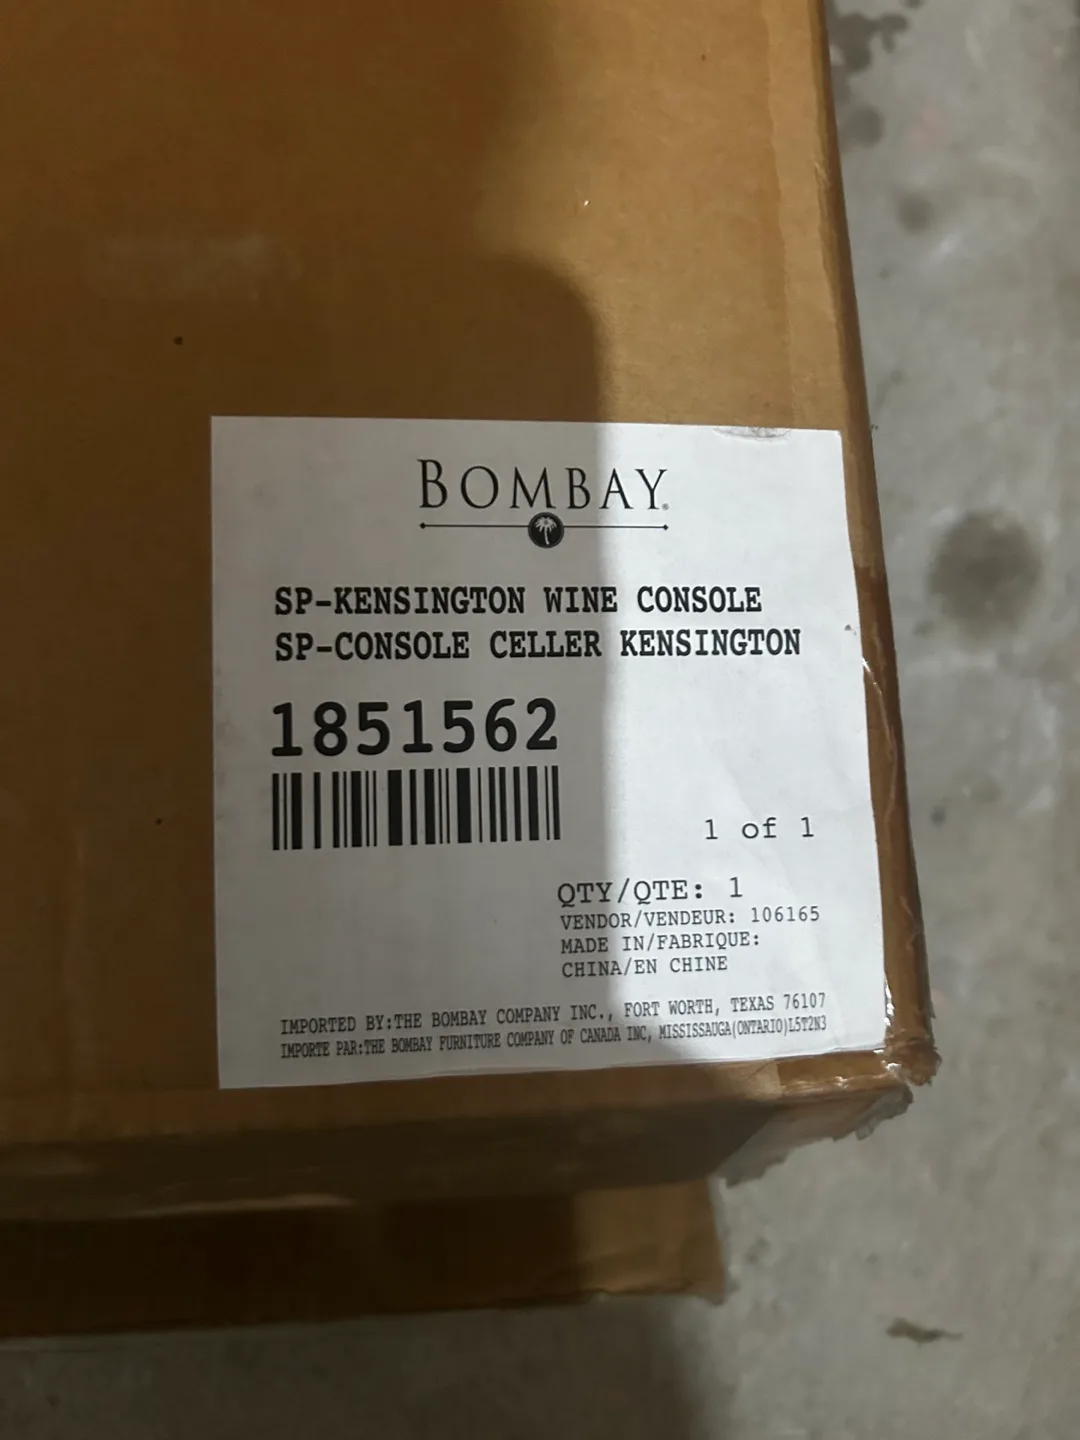 BOMBAY®
SP-KENSINGTON WINE CONSOLE
SP-CONSOLE CELLER KENSINGTON
1851562
1 of 1
QTY/QTE: 1
VENDOR/VENDEUR: 106165
MADE IN/FABRIQUE:
CHINA/EN CHINE
IMPORTED BY:THE BOMBAY COMPANY INC., FORT WORTH, TEXAS 76107
IMPORTE PAR:THE BOMBAY FURNITURE COMPANY OF CANADA INC, MISSISSAUGA(ONTARIO)L5T2N3